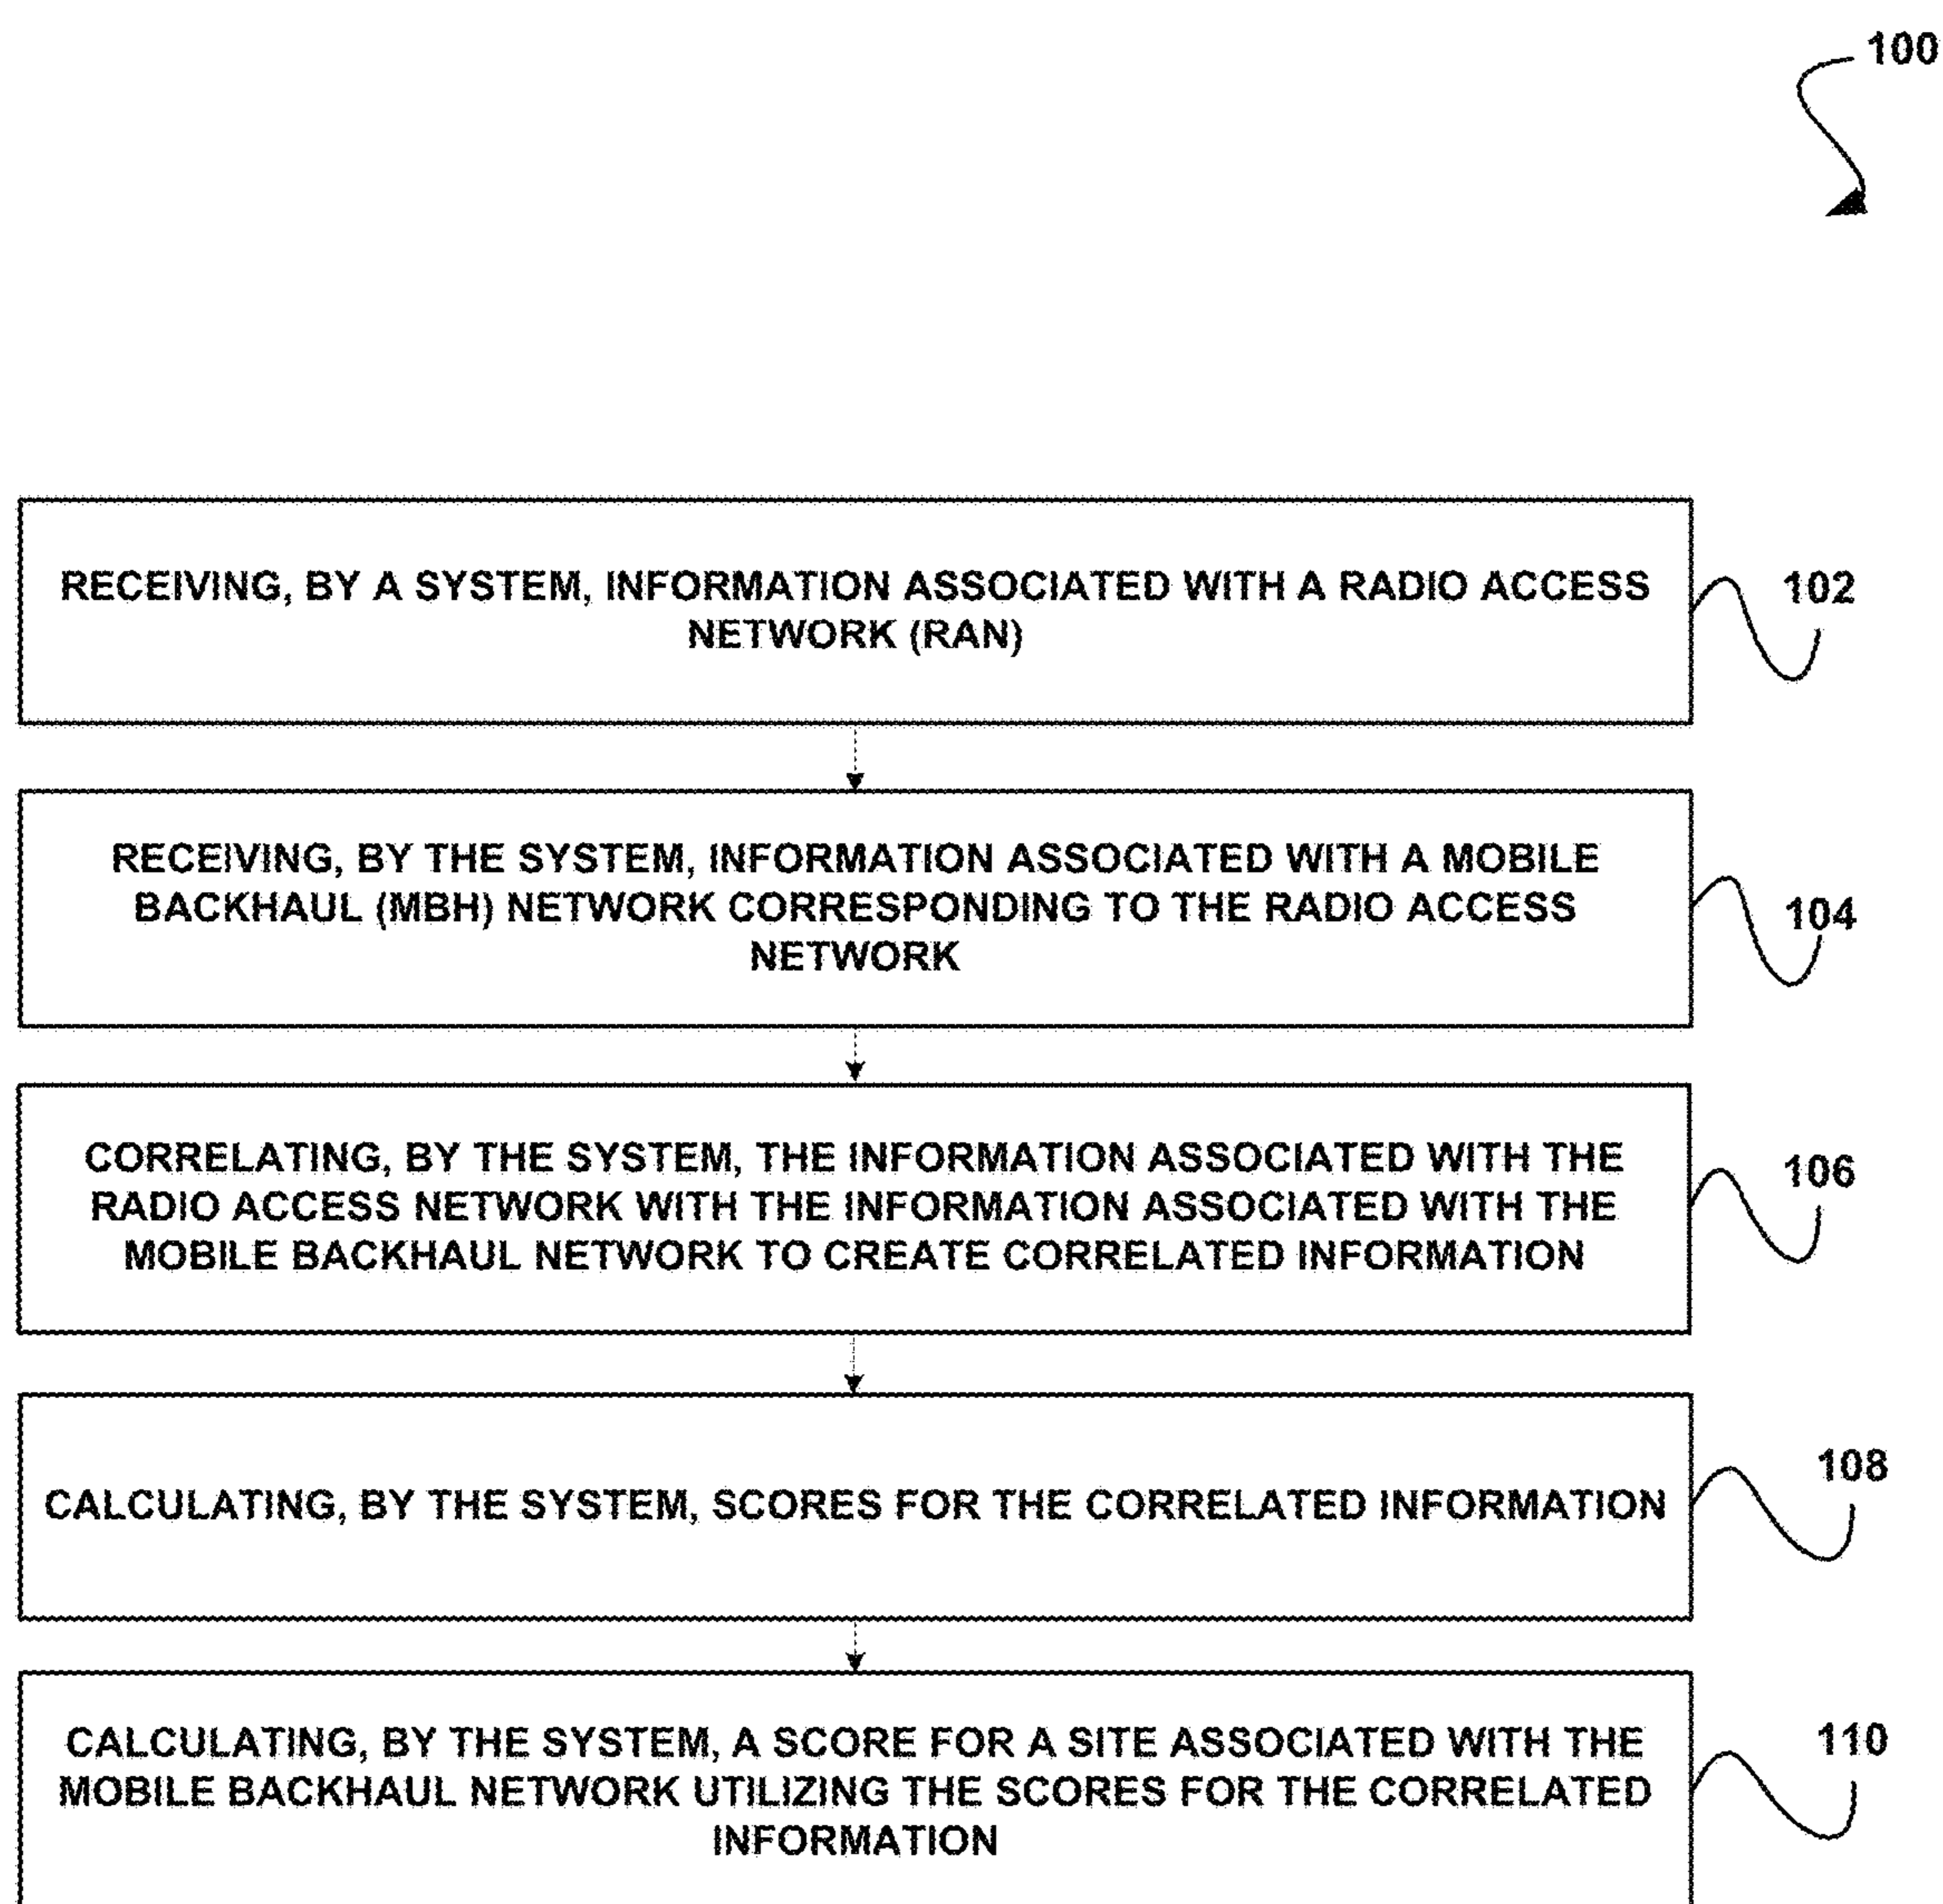 100
RECEIVING, BY A SYSTEM, INFORMATION ASSOCIATED WITH A RADIO ACCESS
NETWORK (RAN)
102
RECEIVING, BY THE SYSTEM, INFORMATION ASSOCIATED WITH A MOBILE
BACKHAUL (MBH) NETWORK CORRESPONDING TO THE RADIO ACCESS
NETWORK
104
CORRELATING, BY THE SYSTEM, THE INFORMATION ASSOCIATED WITH THE
RADIO ACCESS NETWORK WITH THE INFORMATION ASSOCIATED WITH THE
MOBILE BACKHAUL NETWORK TO CREATE CORRELATED INFORMATION
106
CALCULATING, BY THE SYSTEM, SCORES FOR THE CORRELATED INFORMATION
108
CALCULATING, BY THE SYSTEM, A SCORE FOR A SITE ASSOCIATED WITH THE
MOBILE BACKHAUL NETWORK UTILIZING THE SCORES FOR THE CORRELATED
INFORMATION
110